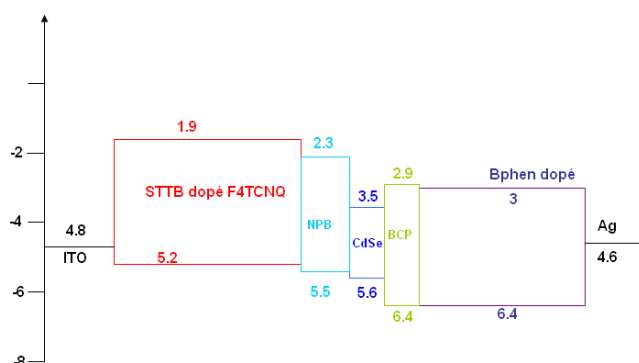 1.9
2.3
-2
2.9
Bphen dopé
STTB dopé F4TCNQ
3.5
3
-4
4.8
NPB
CdSe
BCP
Ag
ITO
5.2
4.6
-6
5.5
5.6
6.4
6.4
-8